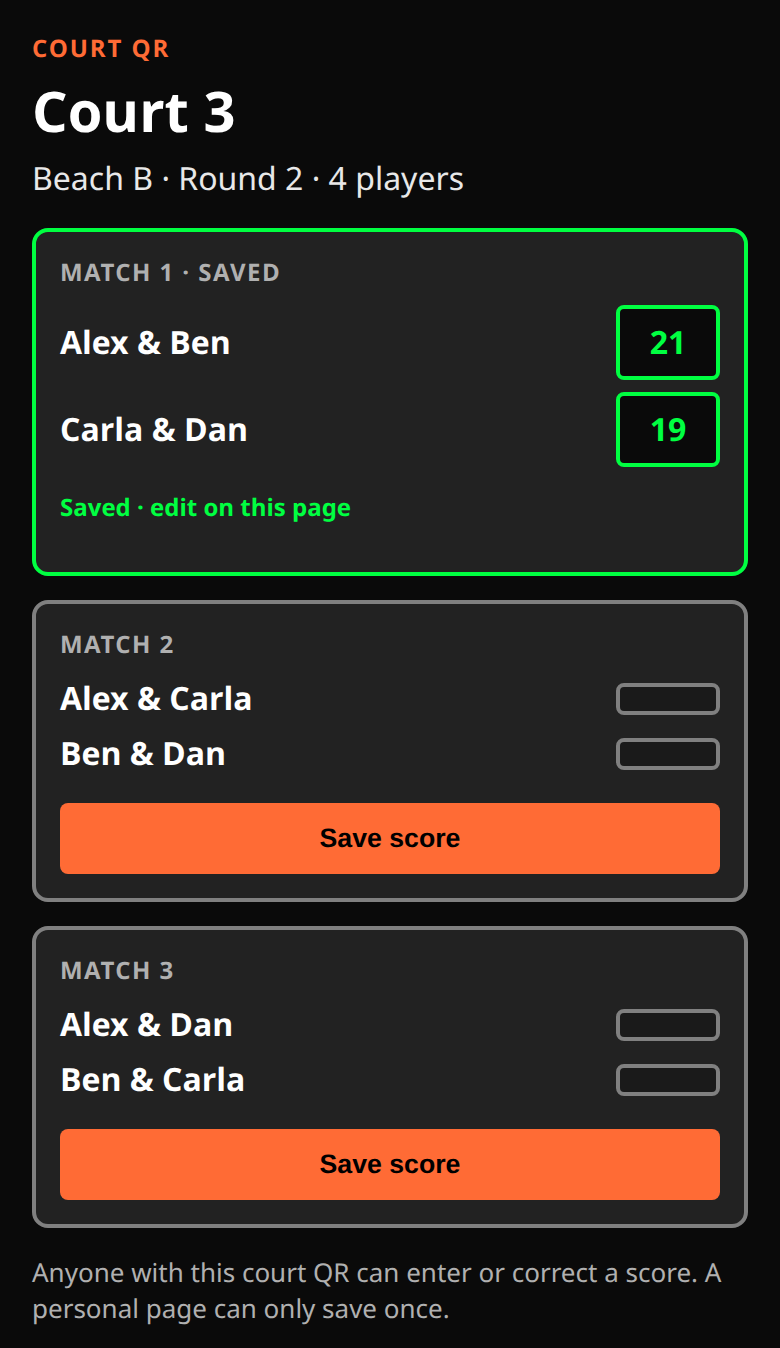 COURT QR
Court 3
Beach B · Round 2 · 4 players
MATCH 1 · SAVED
Alex & Ben 21
Carla & Dan 19
Saved · edit on this page
MATCH 2
Alex & Carla
Ben & Dan
Save score
MATCH 3
Alex & Dan
Ben & Carla
Save score
Anyone with this court QR can enter or correct a score. A
personal page can only save once.